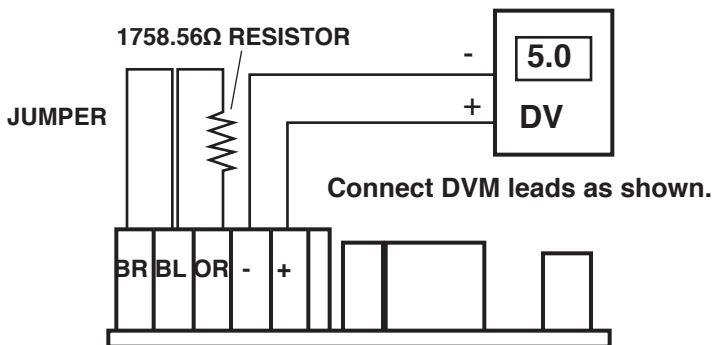 1758.56Ω RESISTOR
JUMPER
-
5.0
+
DV
Connect DVM leads as shown.
BR BL OR - +